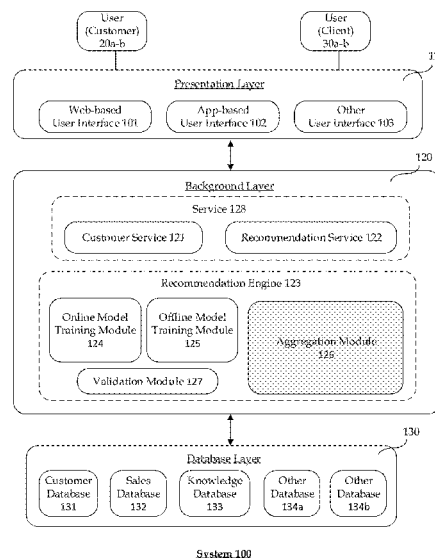 User
(Customer)
20a-b
User
(Client)
30a-b
11
Presentation Layer
Web-based
User Interface 101
App-based
User Interface 102
Other
User Interface 103
120
Background Layer
Service 128
Customer Service 121
Recommendation Service 122
Recommendation Engine 123
Online Model
Training Module
124
Offline Model
Training Module
125
Aggregation Module
126
Validation Module 127
130
Database Layer
Customer
Database
131
Sales
Database
132
Knowledge
Database
133
Other
Database
134a
Other
Database
134b
System 100